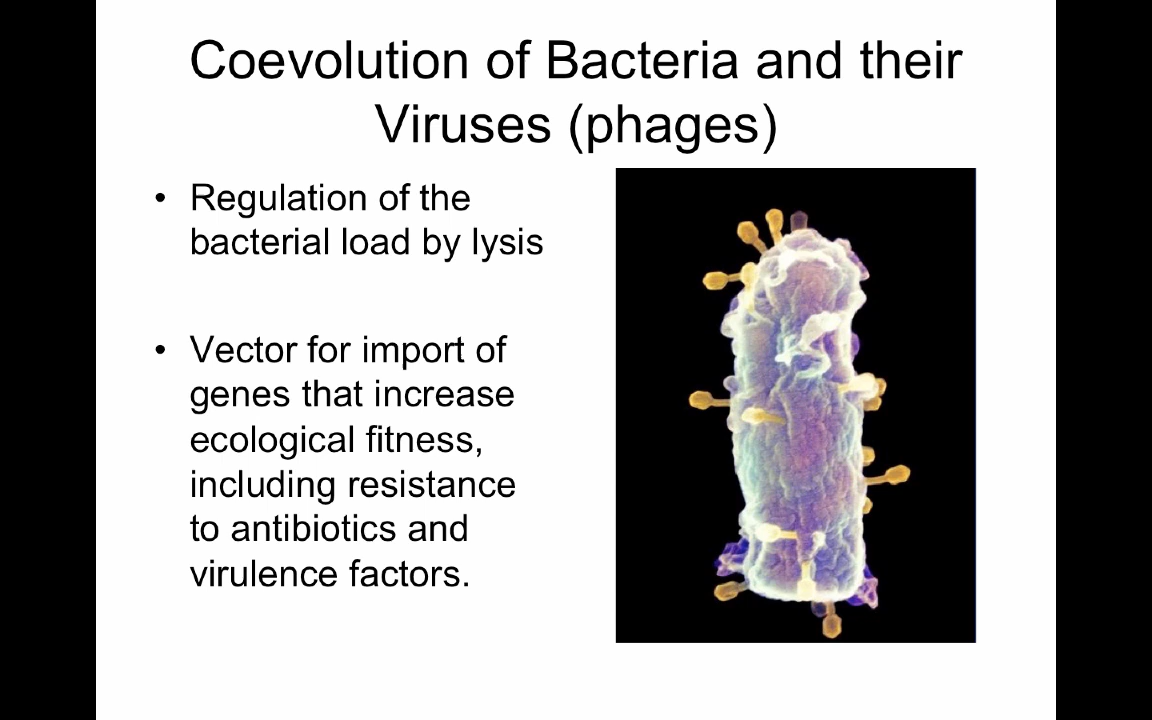 Coevolution of Bacteria and their
Viruses (phages)
• Regulation of the
bacterial load by lysis
• Vector for import of
genes that increase
ecological fitness,
including resistance
to antibiotics and
virulence factors.